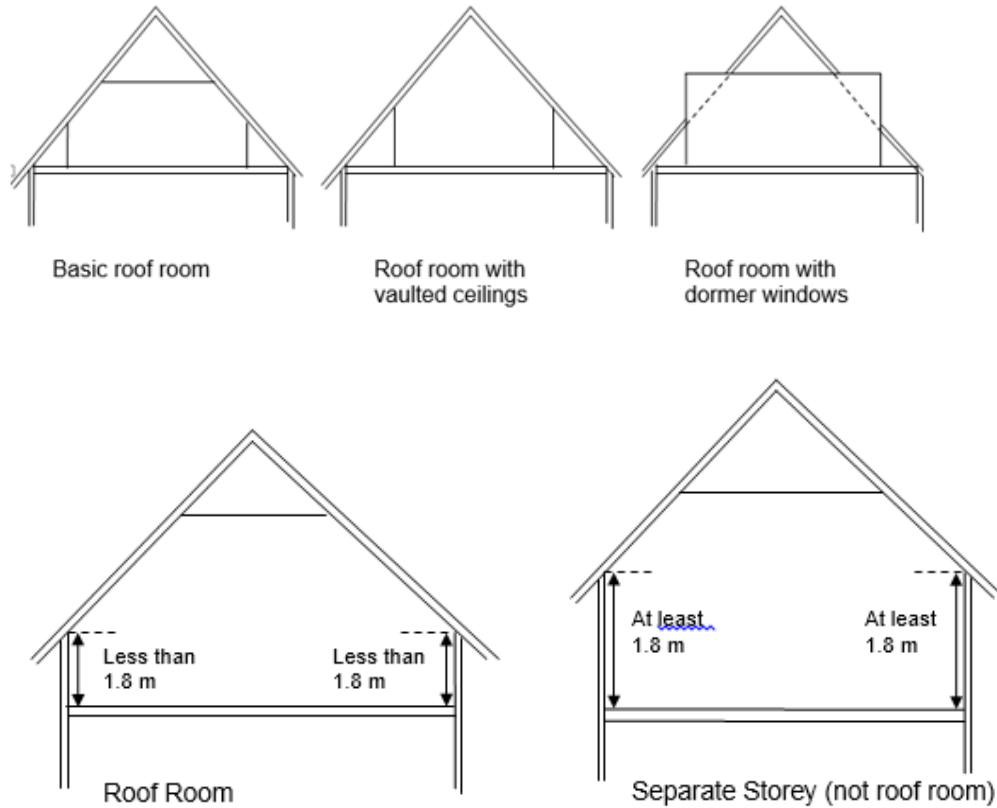 Basic roof room
Roof room with
vaulted ceilings
Roof room with
dormer windows
Less than
1.8 m
Less than
1.8 m
Roof Room
At least
1.8 m
At least
1.8 m
Separate Storey (not roof room)